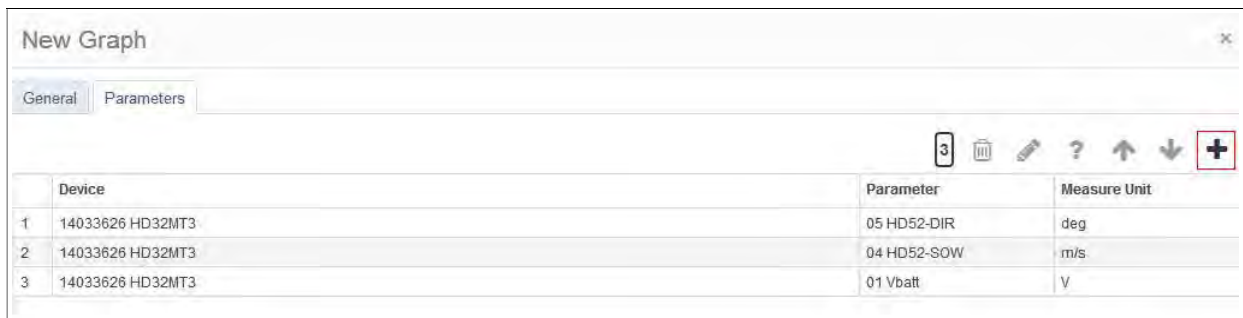 New Graph ×
General Parameters
3 ?
Device Parameter Measure Unit
1 14033626 HD32MT3 05 HD52-DIR deg
2 14033626 HD32MT3 04 HD52-SOW m/s
3 14033626 HD32MT3 01 Vbatt V